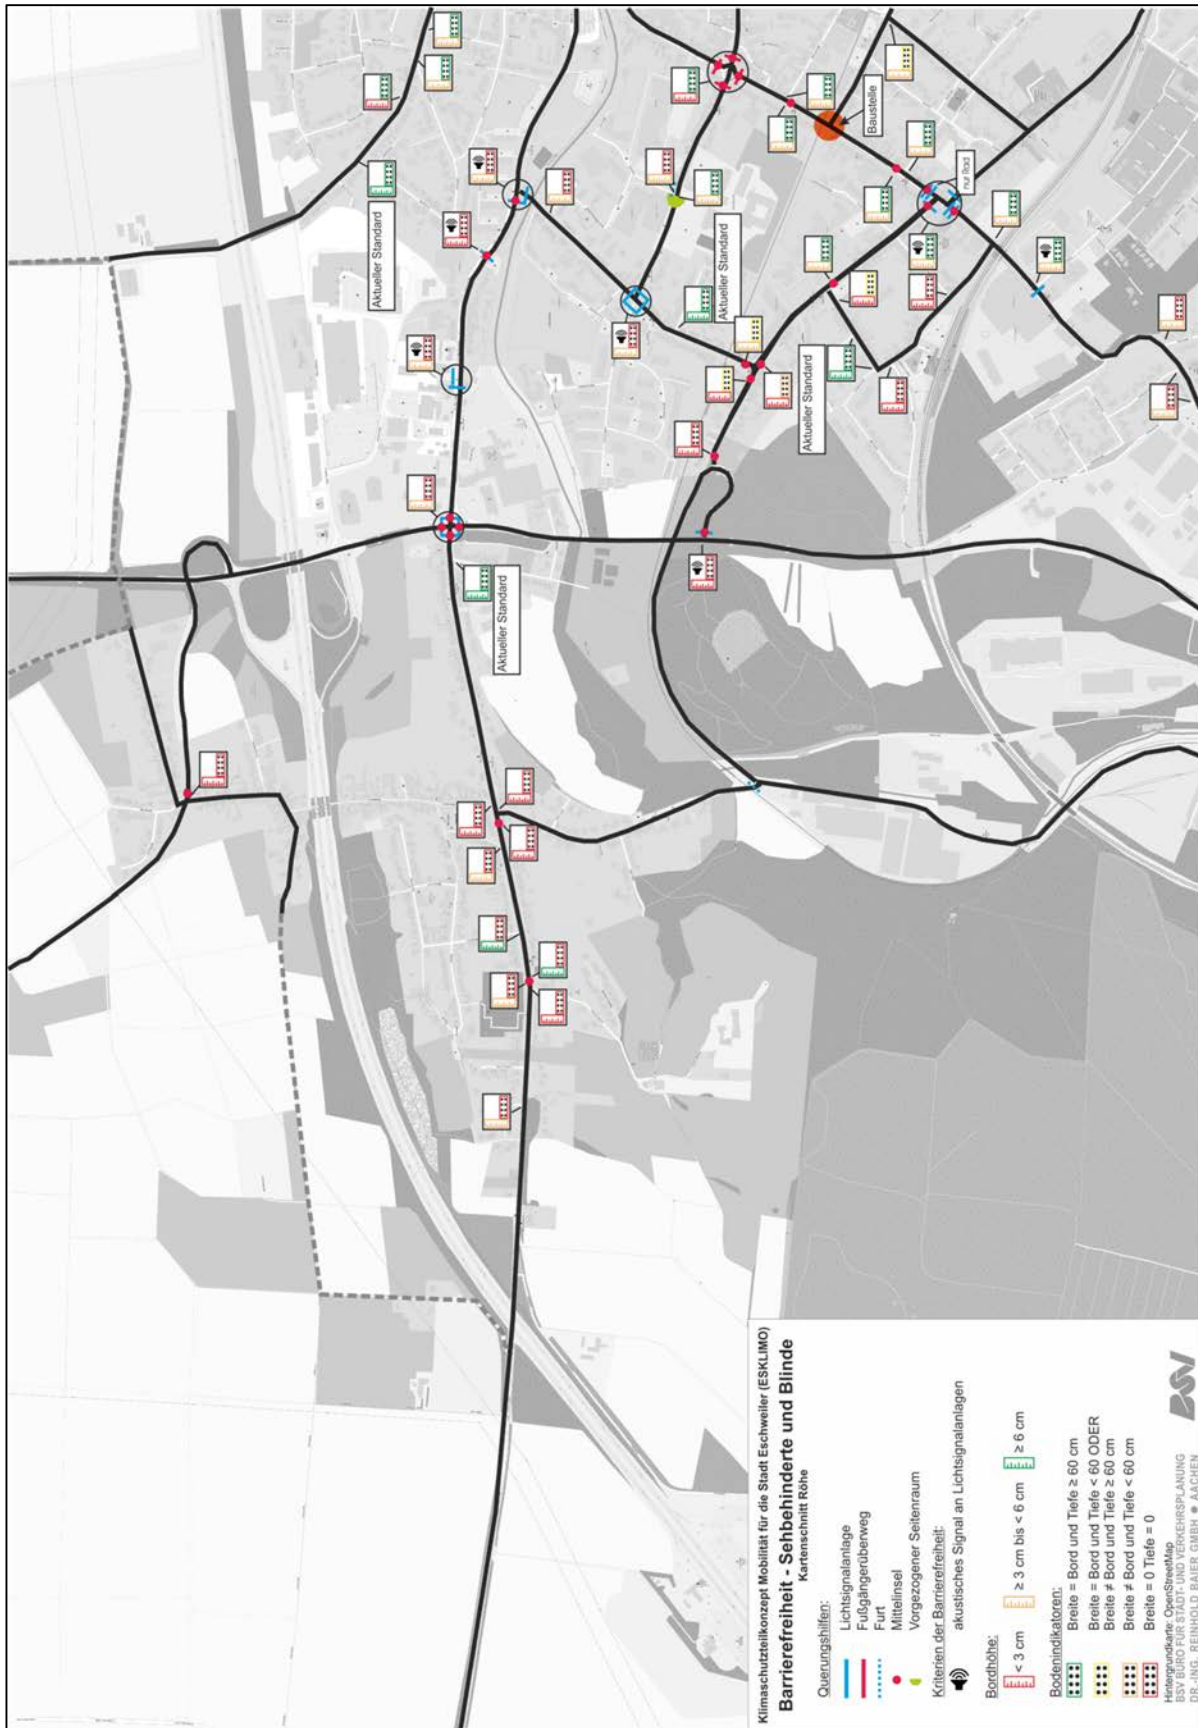 Aktueller Standard
Aktueller Standard
Aktueller Standard
Aktueller Standard
Baustelle
nur Rad
Klimaschutzteilkonzept Mobilität für die Stadt Eschweiler (ESKLIMO)
Barrierefreiheit - Sehbehinderte und Blinde
Kartenschnitt Röhe
Querungshilfen:
Lichtsignalanlage
Fußgängerüberweg
Furt
Mittelinsel
Vorgezogener Seitenraum
Kriterien der Barrierefreiheit:
akustisches Signal an Lichtsignalanlagen
Bordhöhe:
< 3 cm ≥ 3 cm bis < 6 cm ≥ 6 cm
Bodenindikatoren:
Breite = Bord und Tiefe ≥ 60 cm
Breite = Bord und Tiefe < 60 ODER
Breite ≠ Bord und Tiefe ≥ 60 cm
Breite ≠ Bord und Tiefe < 60 cm
Breite = 0 Tiefe = 0
Hintergrundkarte: OpenStreetMap
BSV BÜRO FÜR STADT- UND VERKEHRSPLANUNG
DR.-ING. REINHOLD BAIER GMBH • AACHEN
BSV